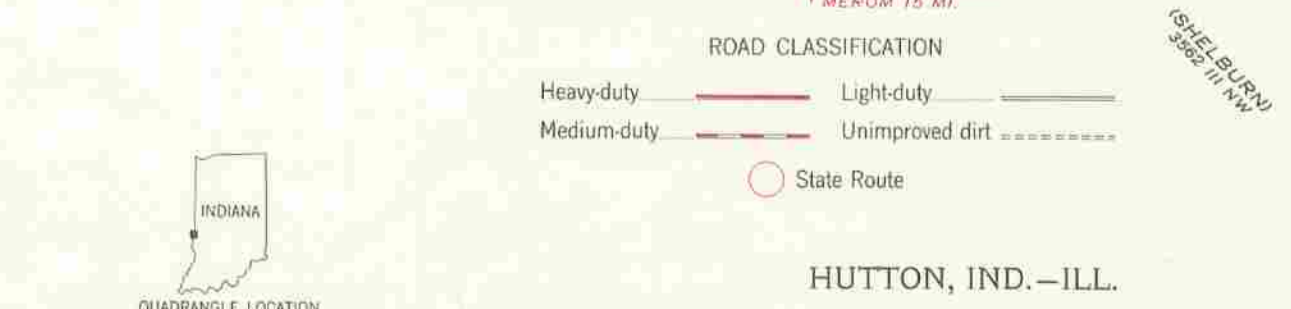 MEROM 15 MI.
ROAD CLASSIFICATION
Heavy-duty
Light-duty
Medium-duty
Unimproved dirt
State Route
(SHELBURN)
3562 III NW
INDIANA
QUADRANGLE LOCATION
HUTTON, IND.—ILL.